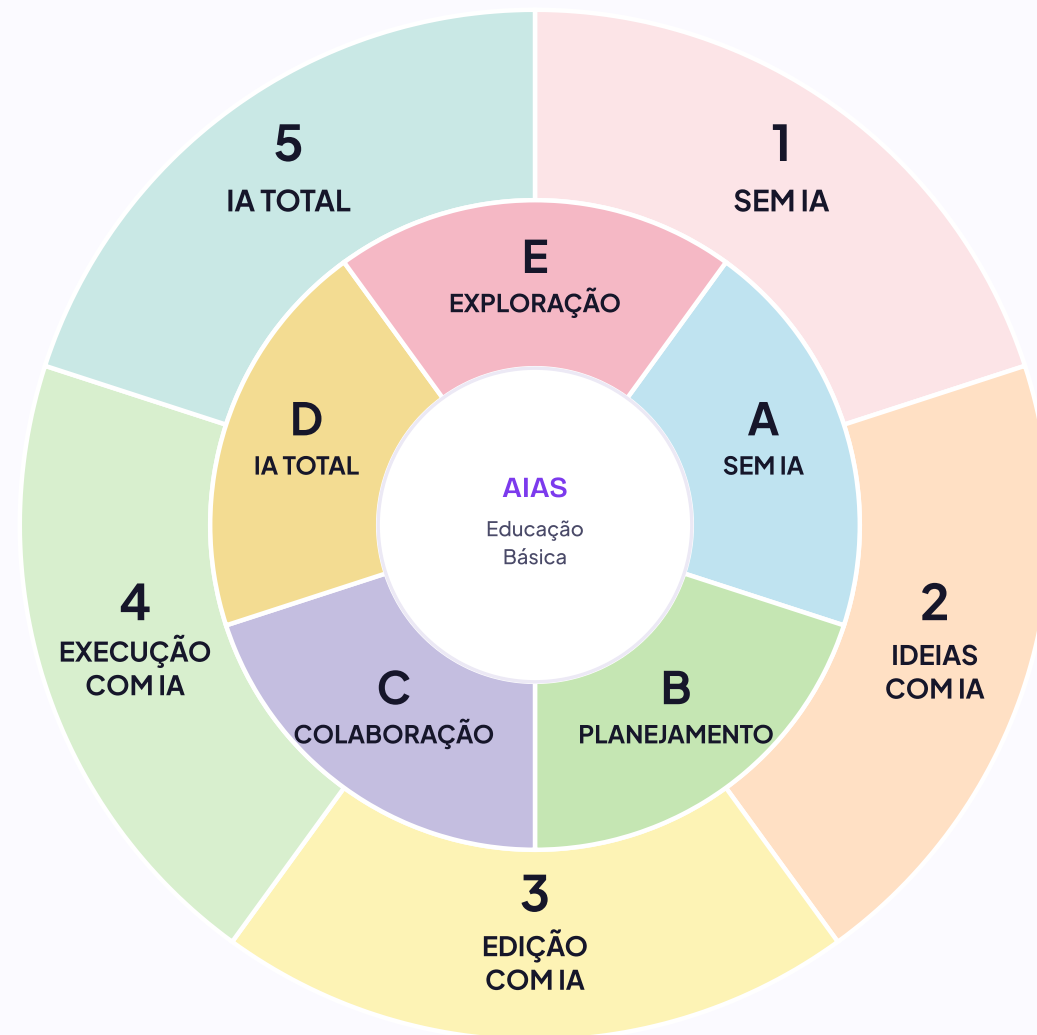 5
IA TOTAL
1
SEM IA
E
EXPLORAÇÃO
D
IA TOTAL
A
SEM IA
AIAS
Educação
Básica
4
EXECUÇÃO
COM IA
2
IDEIAS
COM IA
C
COLABORAÇÃO
B
PLANEJAMENTO
3
EDIÇÃO
COM IA